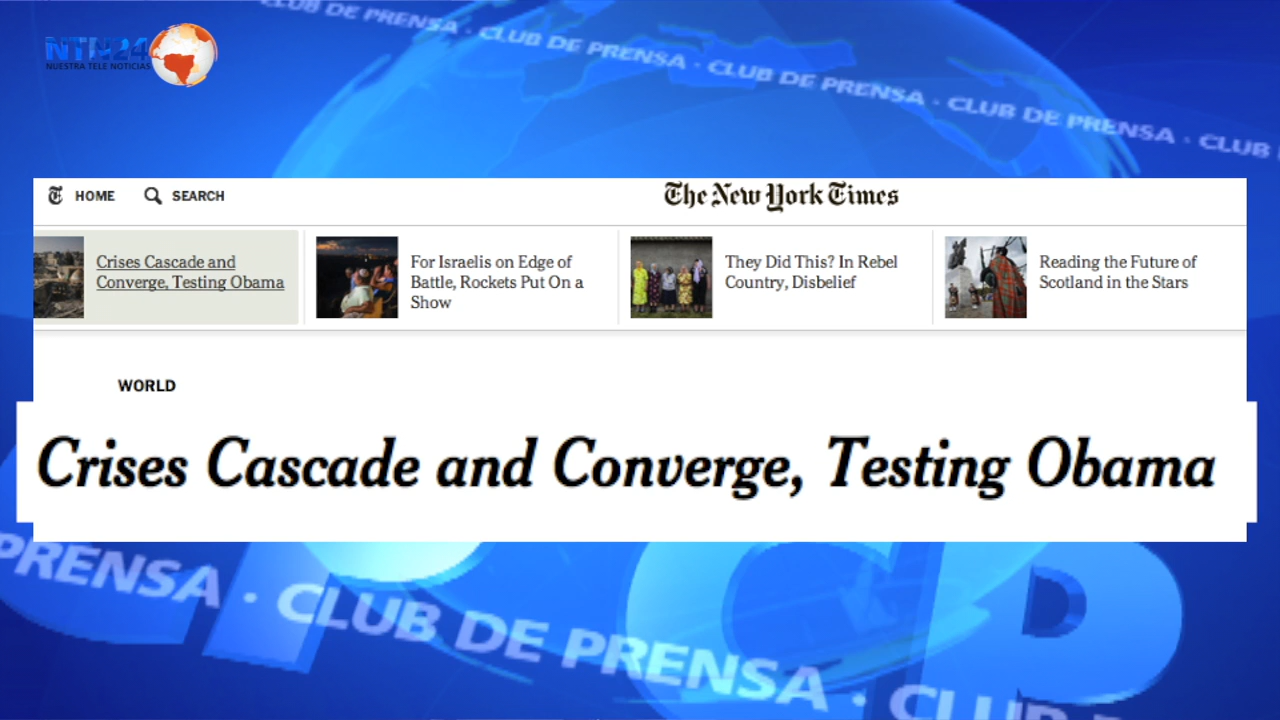 CLUB DE PRENSA · CLUB DE PRENSA · CLUB DE PRENSA · CLUB DE PRENSA · CLUB
NTN24
NUESTRA TELE NOTICIAS
HOME SEARCH The New York Times
Crises Cascade and
Converge, Testing Obama
For Israelis on Edge of
Battle, Rockets Put On a
Show
They Did This? In Rebel
Country, Disbelief
Reading the Future of
Scotland in the Stars
WORLD
Crises Cascade and Converge, Testing Obama
PRENSA · CLUB DE PRENSA · CLUB
CP